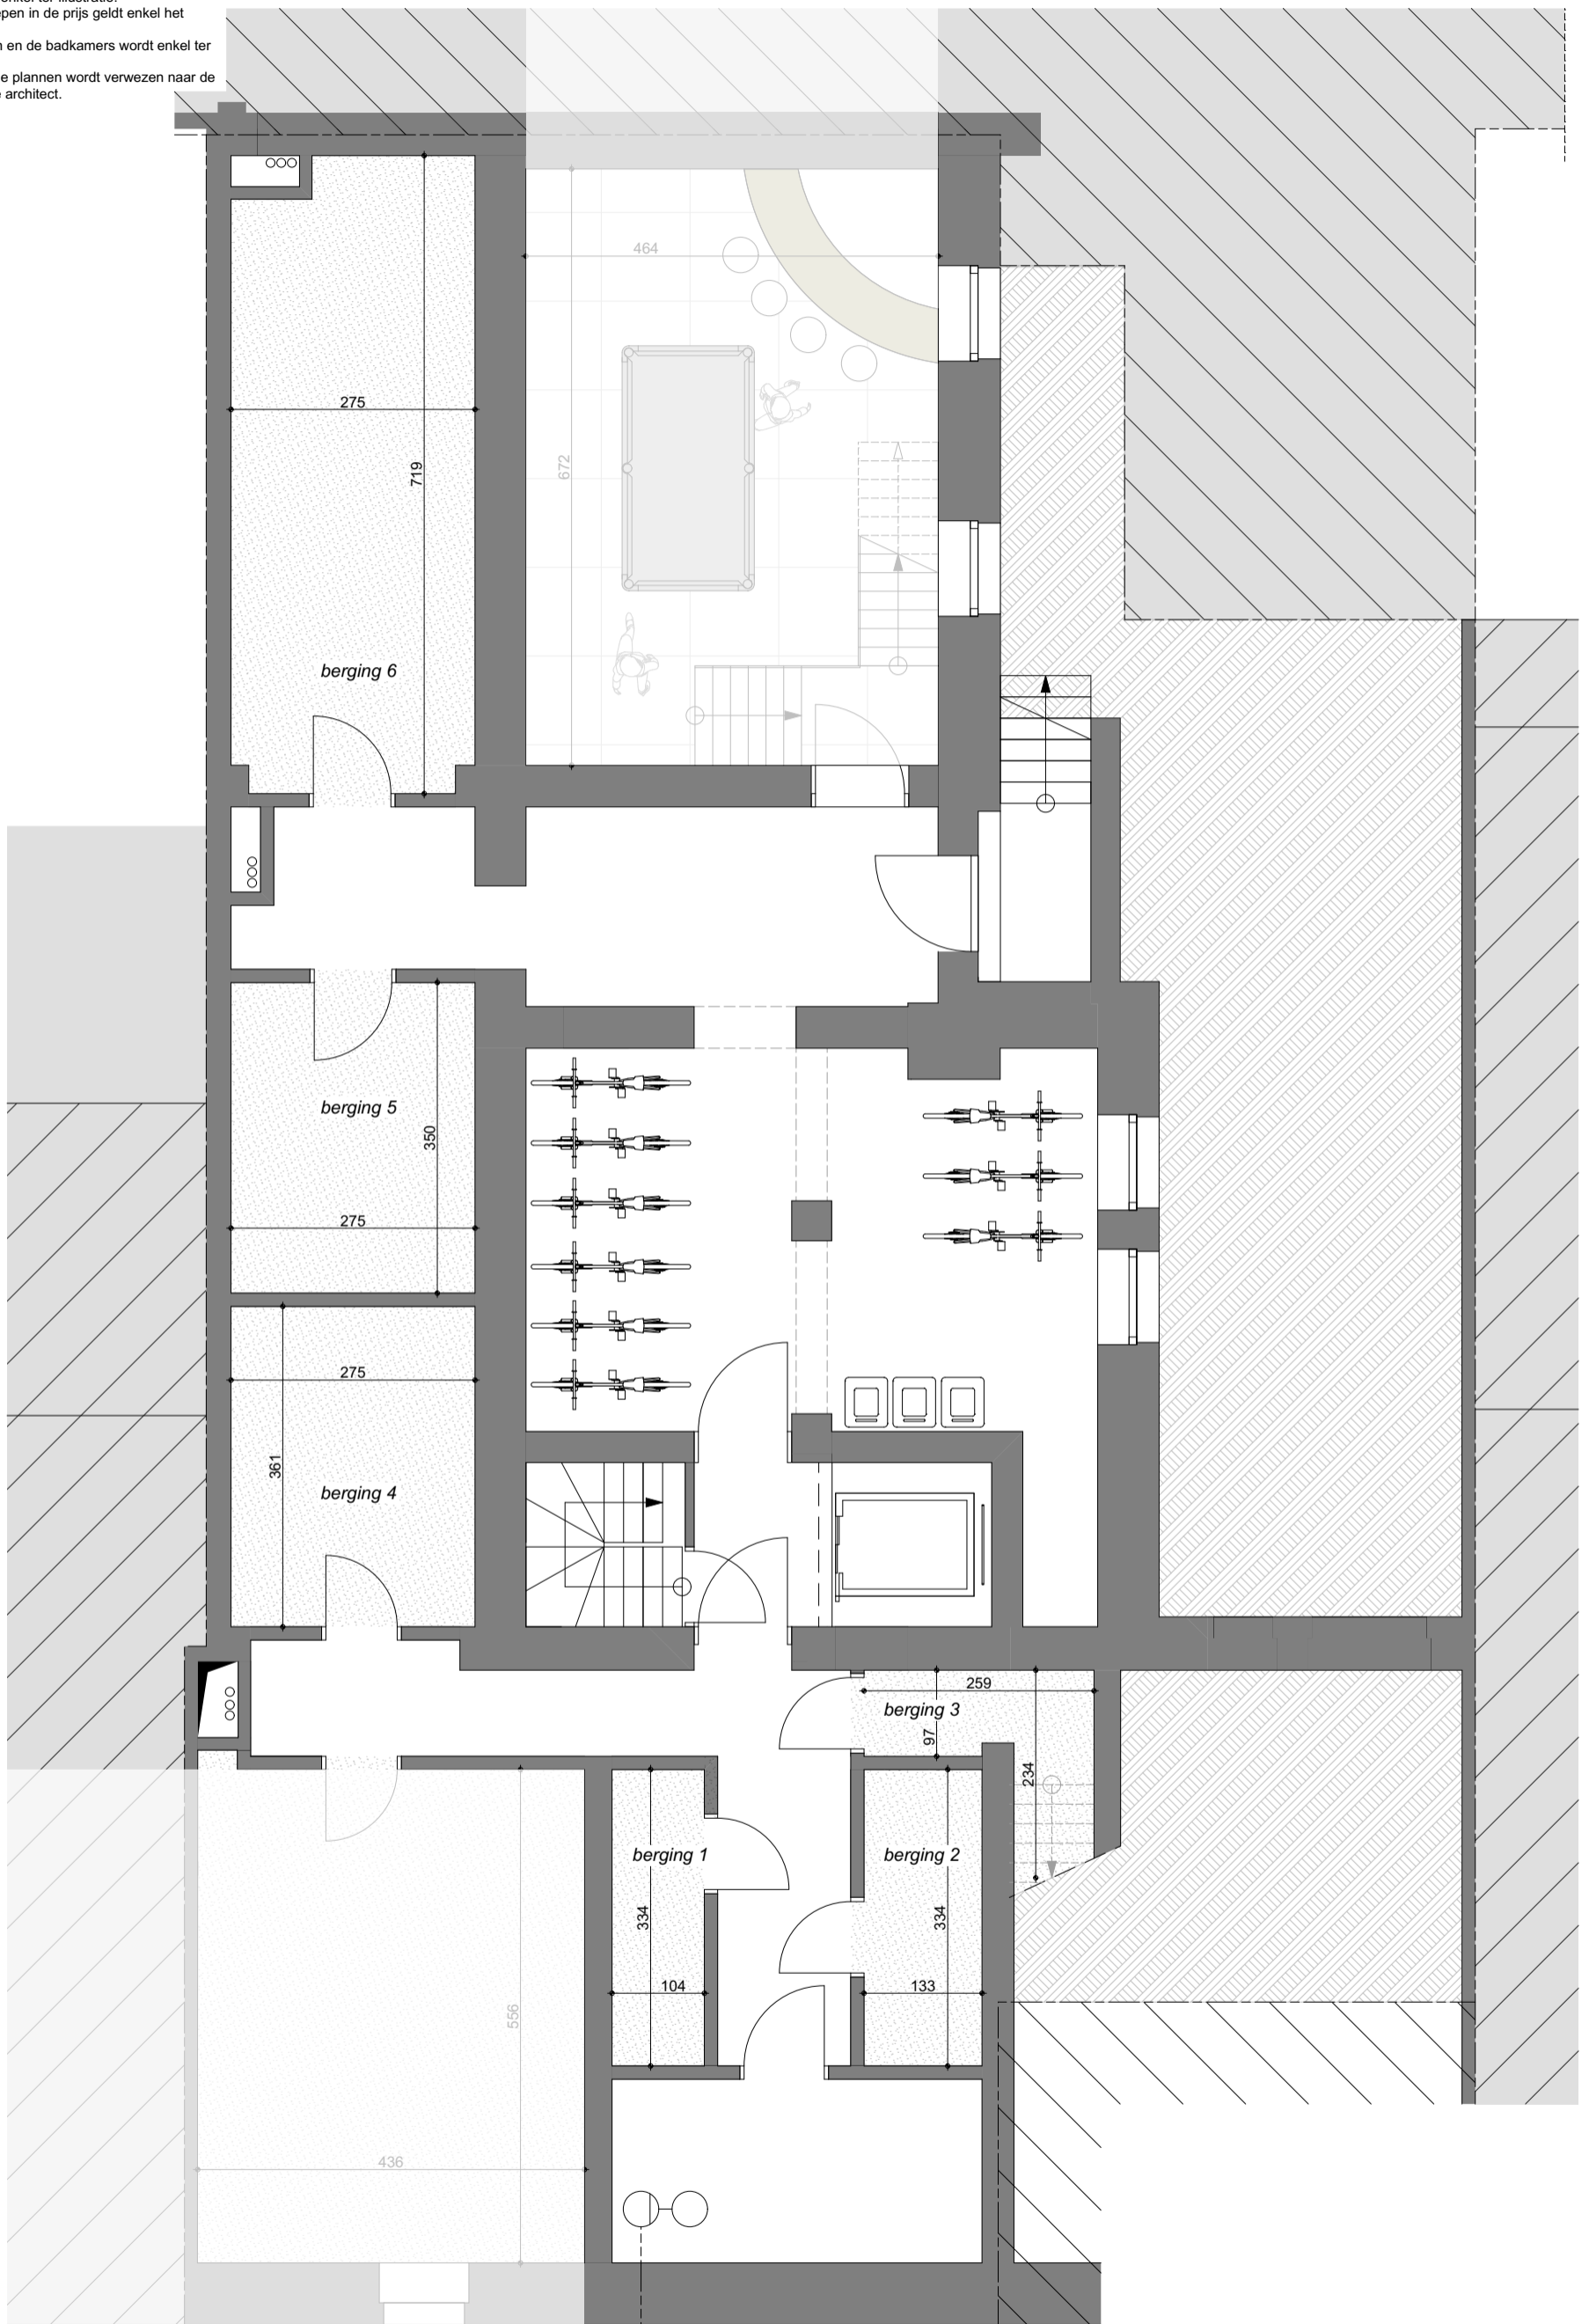 epen in de prijs geldt enkel het
n en de badkamers wordt enkel ter
e plannen wordt verwezen naar de
e architect.
464
275
719
672
berging 6
berging 5
350
275
275
361
berging 4
259
berging 3
97
234
berging 1
berging 2
334
334
104
133
556
436